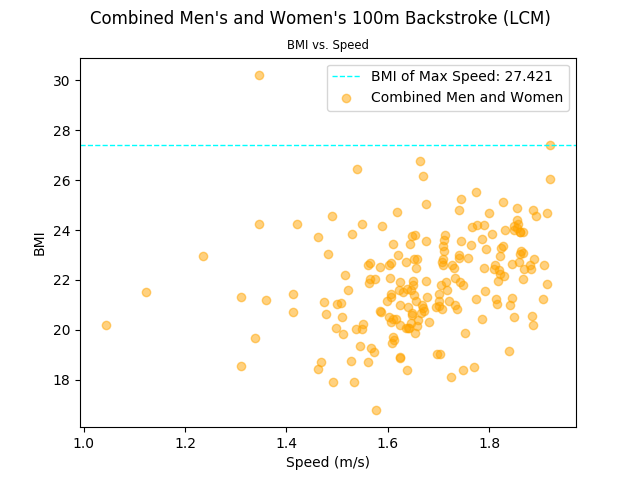 Combined Men's and Women's 100m Backstroke (LCM)
BMI vs. Speed
BMI of Max Speed: 27.421
Combined Men and Women
30
28
26
24
22
20
18
BMI
1.0
1.2
1.4
1.6
1.8
Speed (m/s)